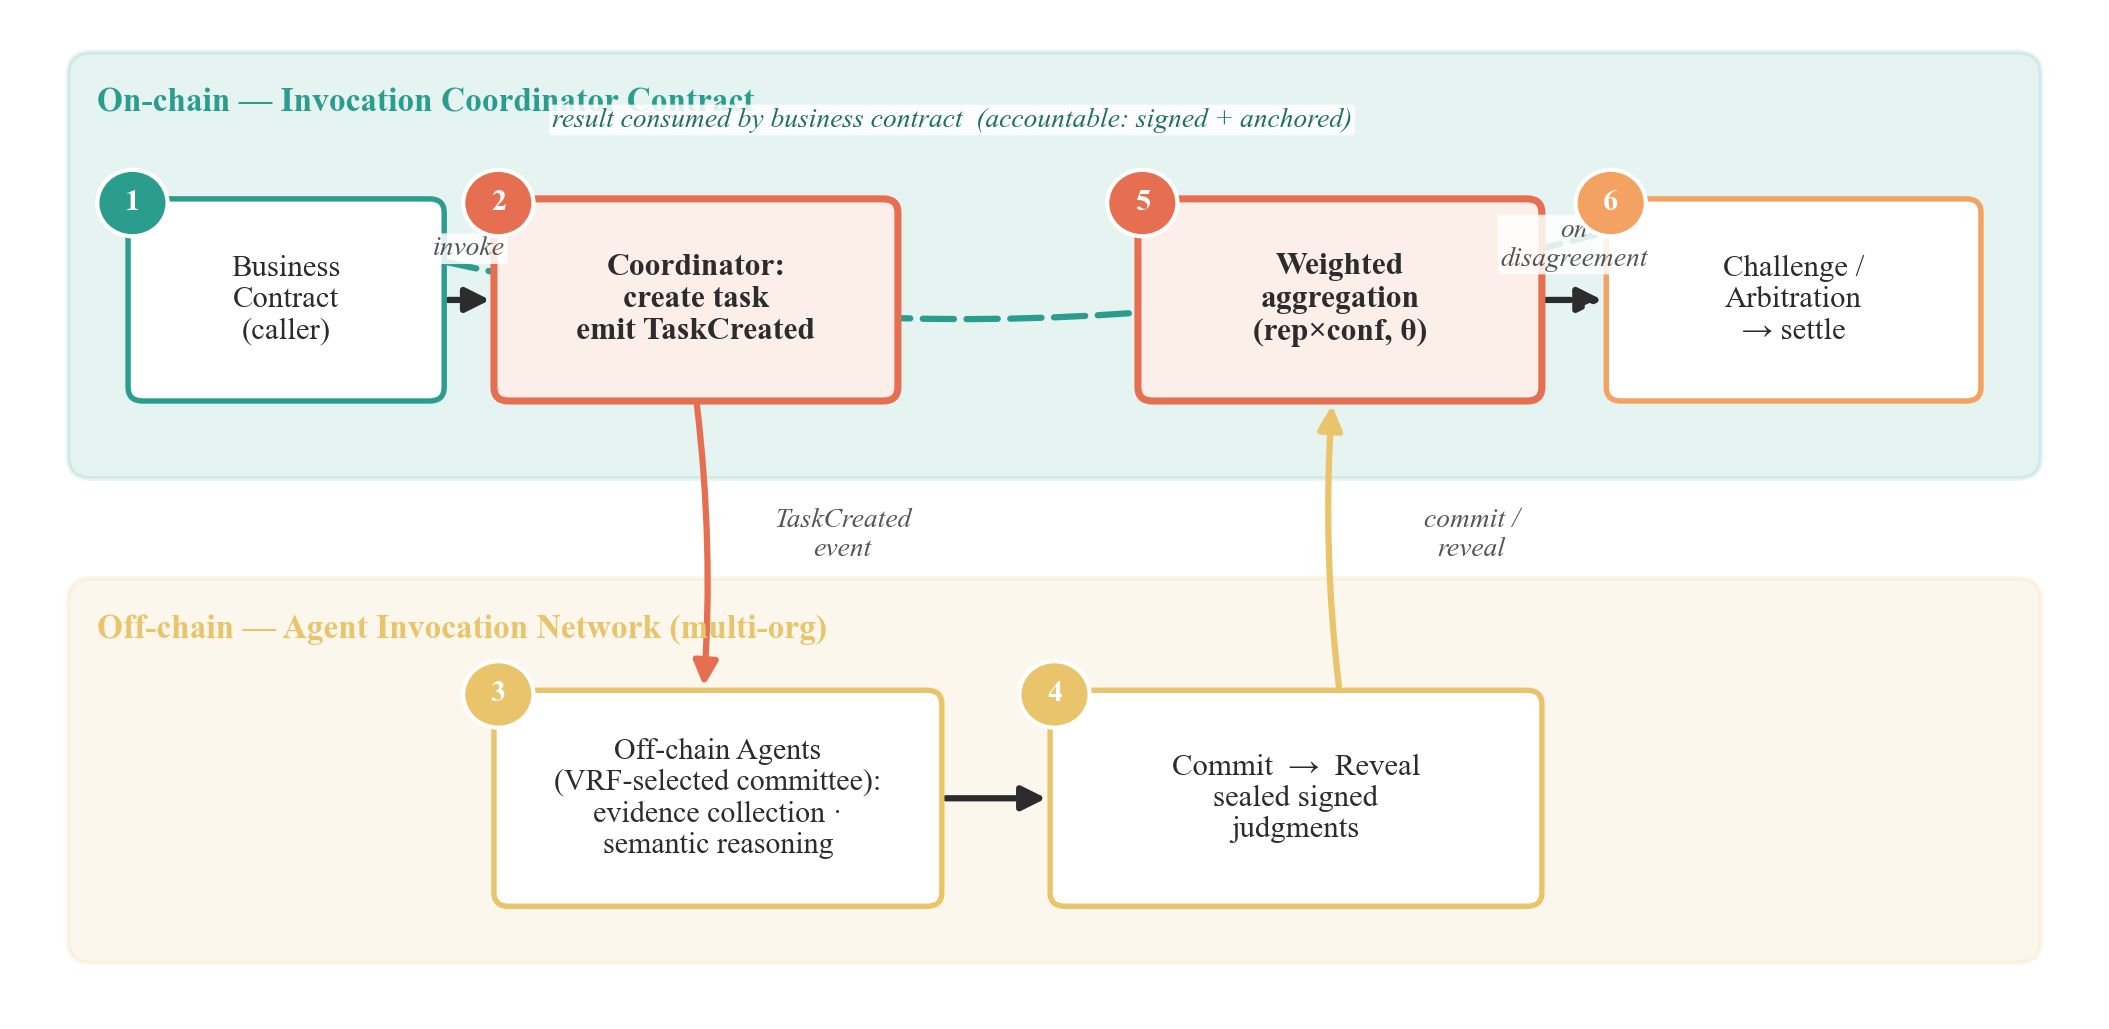 On-chain — Invocation Coordinator Contract
result consumed by business contract (accountable: signed + anchored)
1
Business
Contract
(caller)
invoke
2
Coordinator:
create task
emit TaskCreated
5
Weighted
aggregation
(rep×conf, θ)
on
disagreement
6
Challenge /
Arbitration
→ settle
TaskCreated
event
commit /
reveal
Off-chain — Agent Invocation Network (multi-org)
3
Off-chain Agents
(VRF-selected committee):
evidence collection ·
semantic reasoning
4
Commit → Reveal
sealed signed
judgments